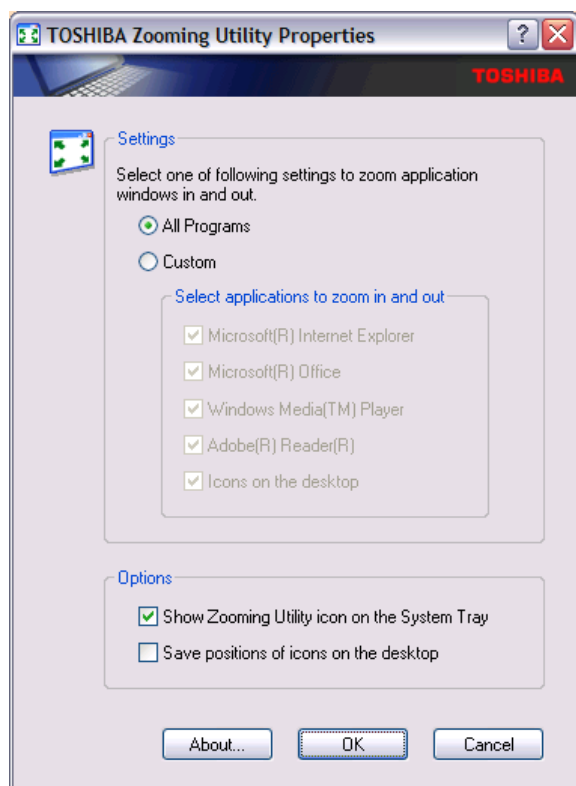 TOSHIBA Zooming Utility Properties
TOSHIBA
Settings
Select one of following settings to zoom application
windows in and out.
All Programs
Custom
Select applications to zoom in and out
Microsoft(R) Internet Explorer
Microsoft(R) Office
Windows Media(TM) Player
Adobe(R) Reader(R)
Icons on the desktop
Options
Show Zooming Utility icon on the System Tray
Save positions of icons on the desktop
About...
OK
Cancel